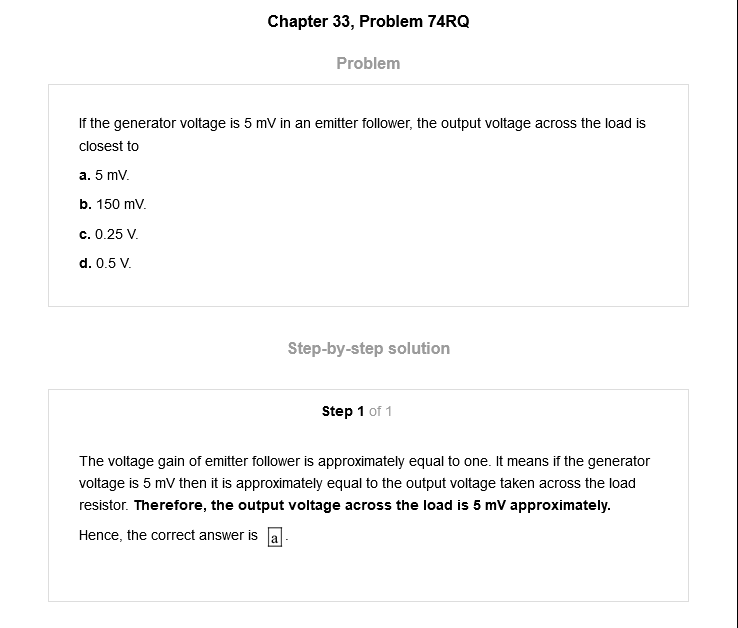 Chapter 33, Problem 74RQ
Problem
If the generator voltage is 5 mV in an emitter follower, the output voltage across the load is
closest to
a. 5 mV.
b. 150 mV.
c. 0.25 V.
d. 0.5 V.
Step-by-step solution
Step 1 of 1
The voltage gain of emitter follower is approximately equal to one. It means if the generator
voltage is 5 mV then it is approximately equal to the output voltage taken across the load
resistor. Therefore, the output voltage across the load is 5 mV approximately.
Hence, the correct answer is a.